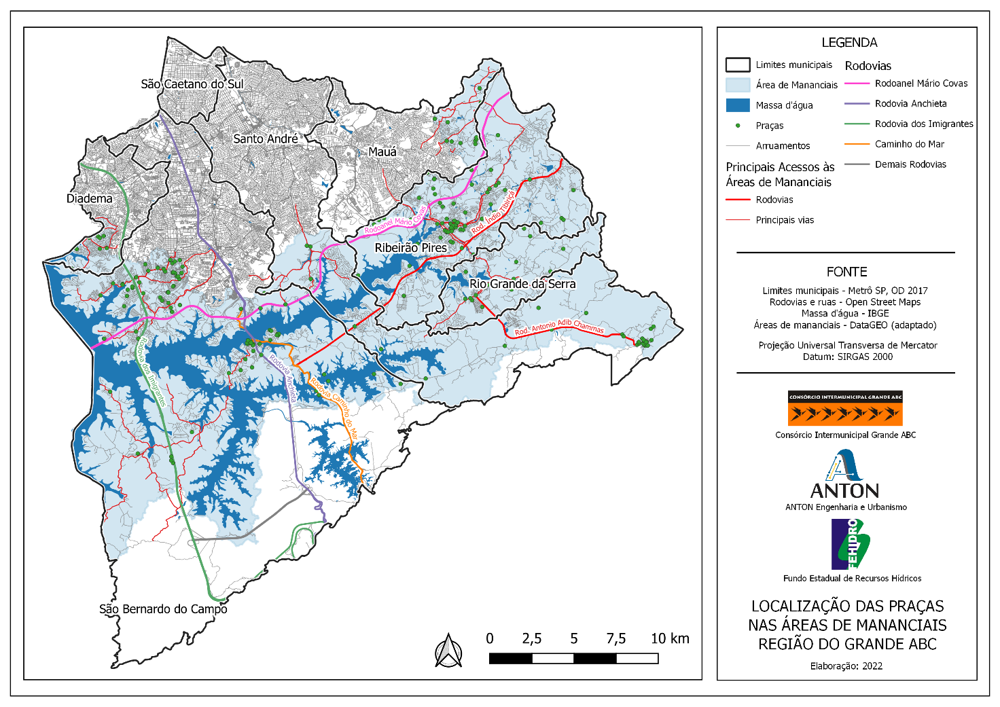 São Caetano do Sul
Santo André
Mauá
Diadema
Rodoanel Mário Covas
Rod. Índio Tibiriçá
Ribeirão Pires
Rio Grande da Serra
Rod. Antonio Adib Chammas
Rodovia dos Imigrantes
Rodovia Anchieta
Rodovia Caminho do Mar
São Bernardo do Campo
0 2,5 5 7,5 10 km
LEGENDA
Limites municipais
Área de Mananciais
Massa d'água
Praças
Arruamentos
Principais Acessos às
Áreas de Mananciais
Rodovias
Principais vias
Rodovias
Rodoanel Mário Covas
Rodovia Anchieta
Rodovia dos Imigrantes
Caminho do Mar
Demais Rodovias
FONTE
Limites municipais - Metrô SP, OD 2017
Rodovias e ruas - Open Street Maps
Massa d'água - IBGE
Áreas de mananciais - DataGEO (adaptado)
Projeção Universal Transversa de Mercator
Datum: SIRGAS 2000
CONSÓRCIO INTERMUNICIPAL GRANDE ABC
Consórcio Intermunicipal Grande ABC
ANTON
ANTON Engenharia e Urbanismo
FEHIDRO
Fundo Estadual de Recursos Hídricos
LOCALIZAÇÃO DAS PRAÇAS
NAS ÁREAS DE MANANCIAIS
REGIÃO DO GRANDE ABC
Elaboração: 2022